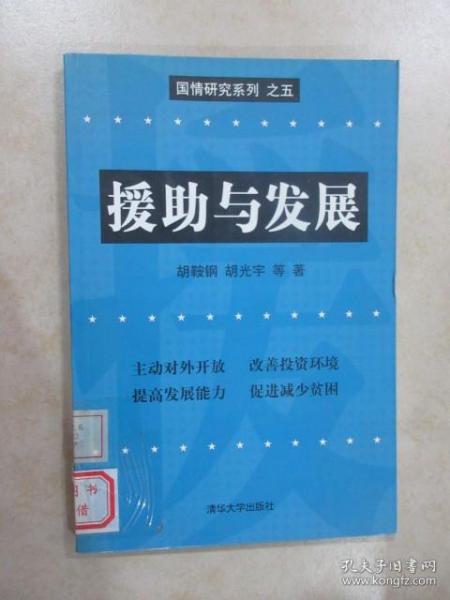 国情研究系列 之五
援助与发展
胡鞍钢 胡光宇 等 著
主动对外开放 改善投资环境
提高发展能力 促进减少贫困
书
借
清华大学出版社
孔夫子旧书网
www.kongfz.com